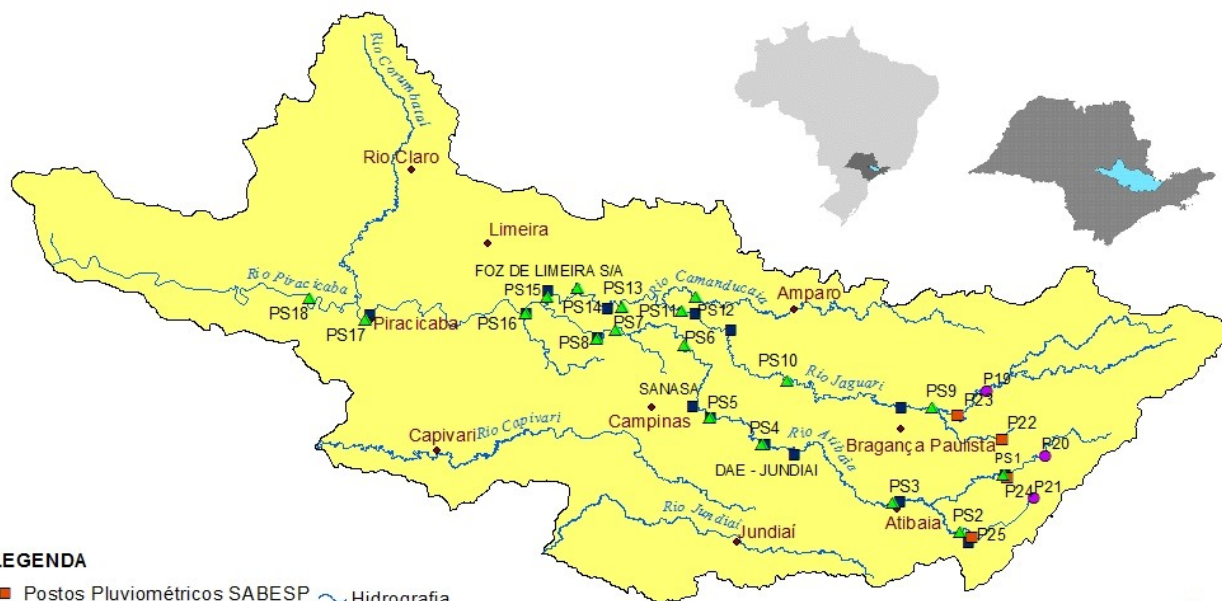 Rio Corumbataí
Rio Claro
Limeira
FOZ DE LIMEIRA S/A
Rio Piracicaba
PS18
PS17
Piracicaba
PS16
PS15
PS14
PS13
PS8
PS7
Rio Camanducaia
Amparo
PS11
PS12
PS6
PS10
Rio Jaguari
PS9
P19
P23
P22
P20
SANASA
PS5
Campinas
PS4
Rio Atibaia
DAE - JUNDIAI
Bragança Paulista
PS1
P24
P21
Capivari
Rio Capivari
PS3
Atibaia
PS2
P25
Rio Jundiaí
Jundiaí
LEGENDA
Postos Pluviométricos SABESP
Hidrografia